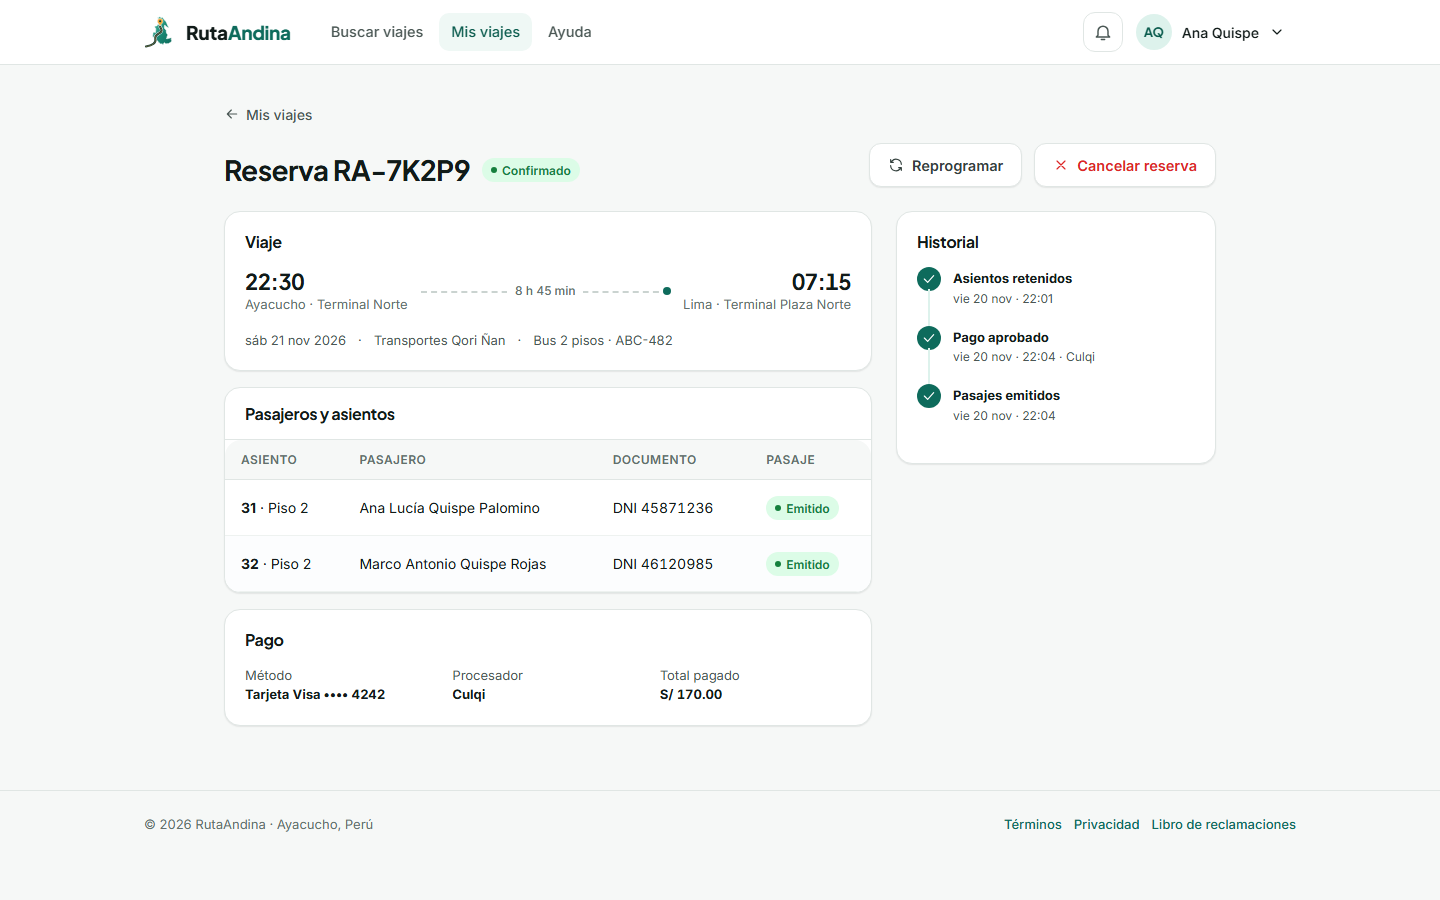 RutaAndina
Buscar viajes
Mis viajes
Ayuda
AQ
Ana Quispe
Mis viajes
Reserva RA-7K2P9
Confirmado
Reprogramar
Cancelar reserva
Viaje
22:30
Ayacucho · Terminal Norte
8 h 45 min
07:15
Lima · Terminal Plaza Norte
sáb 21 nov 2026 · Transportes Qori Ñan · Bus 2 pisos · ABC-482
Pasajeros y asientos
ASIENTO PASAJERO DOCUMENTO PASAJE
31 · Piso 2 Ana Lucía Quispe Palomino DNI 45871236 Emitido
32 · Piso 2 Marco Antonio Quispe Rojas DNI 46120985 Emitido
Pago
Método
Tarjeta Visa •••• 4242
Procesador
Culqi
Total pagado
S/ 170.00
Historial
Asientos retenidos
vie 20 nov · 22:01
Pago aprobado
vie 20 nov · 22:04 · Culqi
Pasajes emitidos
vie 20 nov · 22:04
© 2026 RutaAndina · Ayacucho, Perú
Términos
Privacidad
Libro de reclamaciones